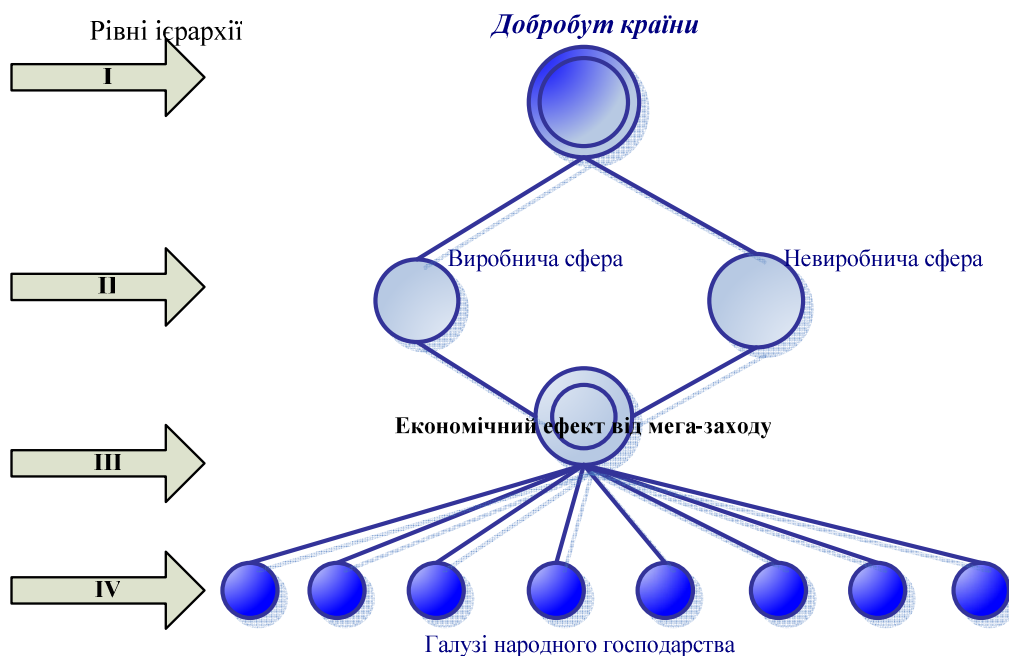 Рівні ієрархії
Добробут країни
I
Виробнича сфера
Невиробнича сфера
II
Економічний ефект від мега-заходу
III
IV
Галузі народного господарства